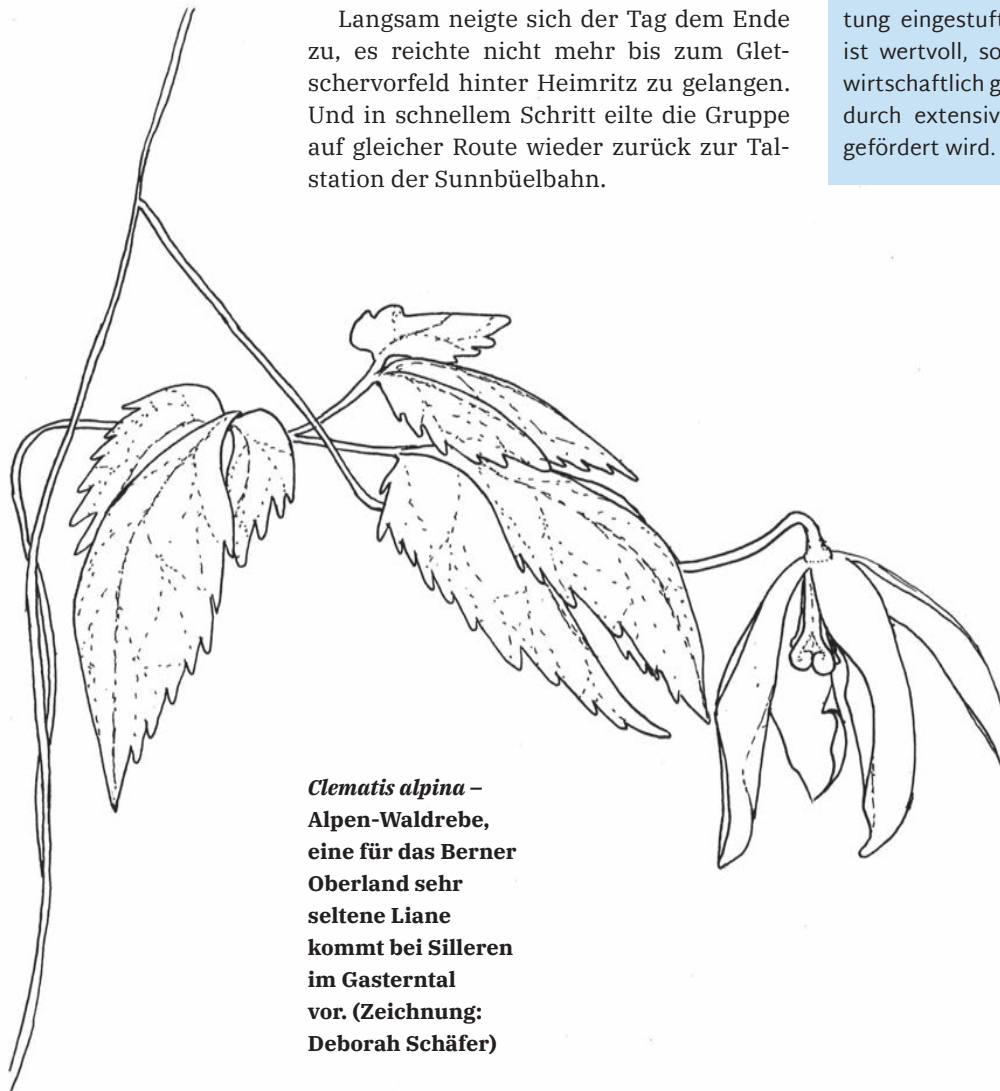 Langsam neigte sich der Tag dem Ende
zu, es reichte nicht mehr bis zum Glet-
schervorfeld hinter Heimritz zu gelangen.
Und in schnellem Schritt eilte die Gruppe
auf gleicher Route wieder zurück zur Tal-
station der Sunnbüelbahn.
tung eingestuft
ist wertvoll, so
wirtschaftlich g
durch extensiv
gefördert wird.
Clematis alpina –
Alpen-Waldrebe,
eine für das Berner
Oberland sehr
seltene Liane
kommt bei Silleren
im Gasterntal
vor. (Zeichnung:
Deborah Schäfer)